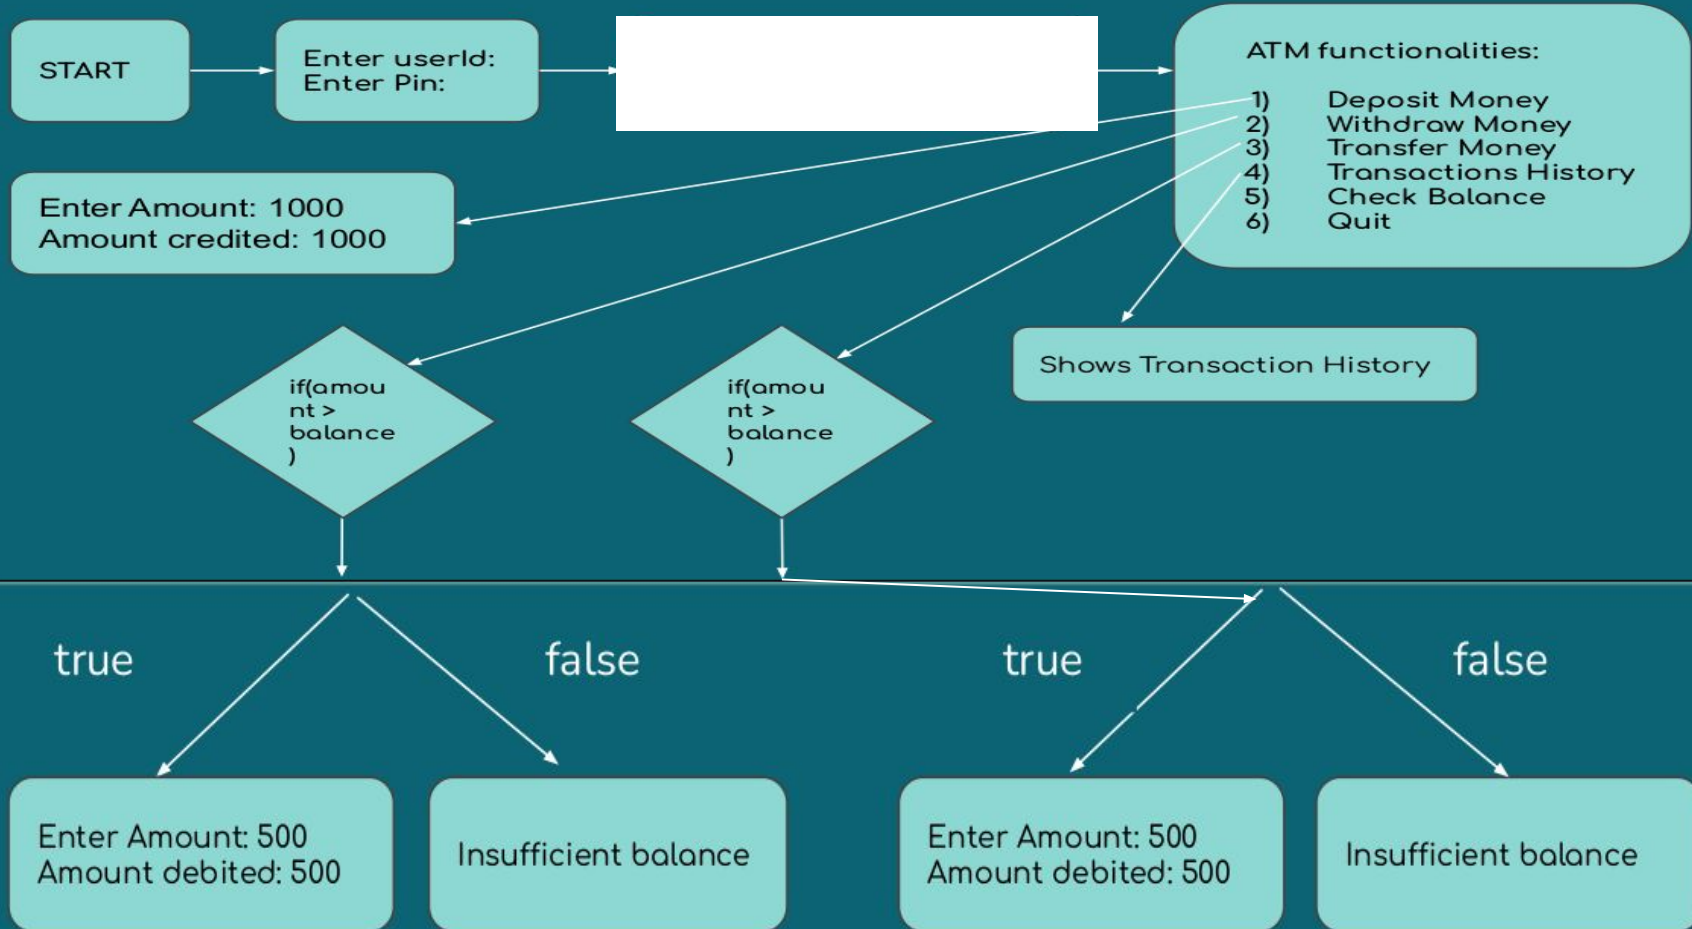 START
Enter userId:
Enter Pin:
ATM functionalities:
1) Deposit Money
2) Withdraw Money
3) Transfer Money
4) Transactions History
5) Check Balance
6) Quit
Enter Amount: 1000
Amount credited: 1000
if(amou
nt >
balance
)
if(amou
nt >
balance
)
Shows Transaction History
true
false
true
false
Enter Amount: 500
Amount debited: 500
Insufficient balance
Enter Amount: 500
Amount debited: 500
Insufficient balance